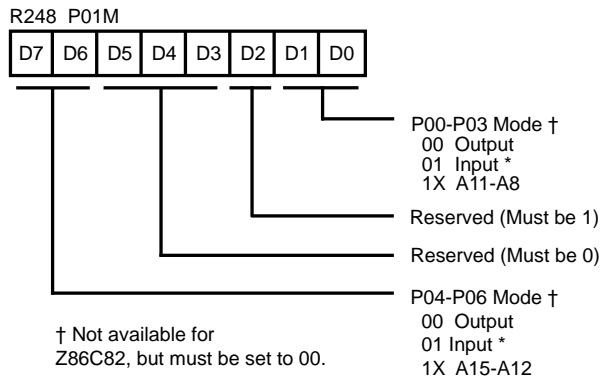 R248 P01M
D7 D6 D5 D4 D3 D2 D1 D0
P00-P03 Mode †
00 Output
01 Input *
1X A11-A8
Reserved (Must be 1)
Reserved (Must be 0)
P04-P06 Mode †
00 Output
01 Input *
1X A15-A12
† Not available for
Z86C82, but must be set to 00.